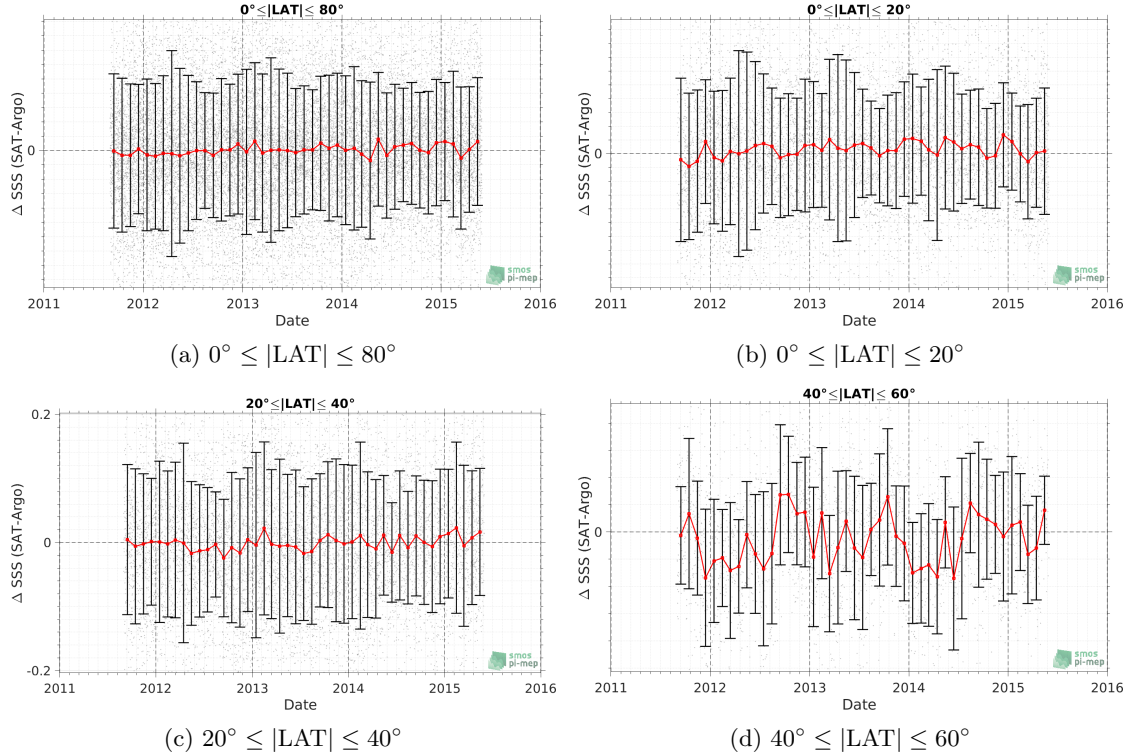 0°≤|LAT|≤ 80°
Δ SSS (SAT-Argo)
0
smos
pi-mep
2011 2012 2013 2014 2015 2016
Date
(a) 0° ≤ |LAT| ≤ 80°
0°≤|LAT|≤ 20°
Δ SSS (SAT-Argo)
0
smos
pi-mep
2011 2012 2013 2014 2015 2016
Date
(b) 0° ≤ |LAT| ≤ 20°
20°≤|LAT|≤ 40°
0.2
Δ SSS (SAT-Argo)
0
-0.2
smos
pi-mep
2011 2012 2013 2014 2015 2016
Date
(c) 20° ≤ |LAT| ≤ 40°
40°≤|LAT|≤ 60°
Δ SSS (SAT-Argo)
0
smos
pi-mep
2011 2012 2013 2014 2015 2016
Date
(d) 40° ≤ |LAT| ≤ 60°